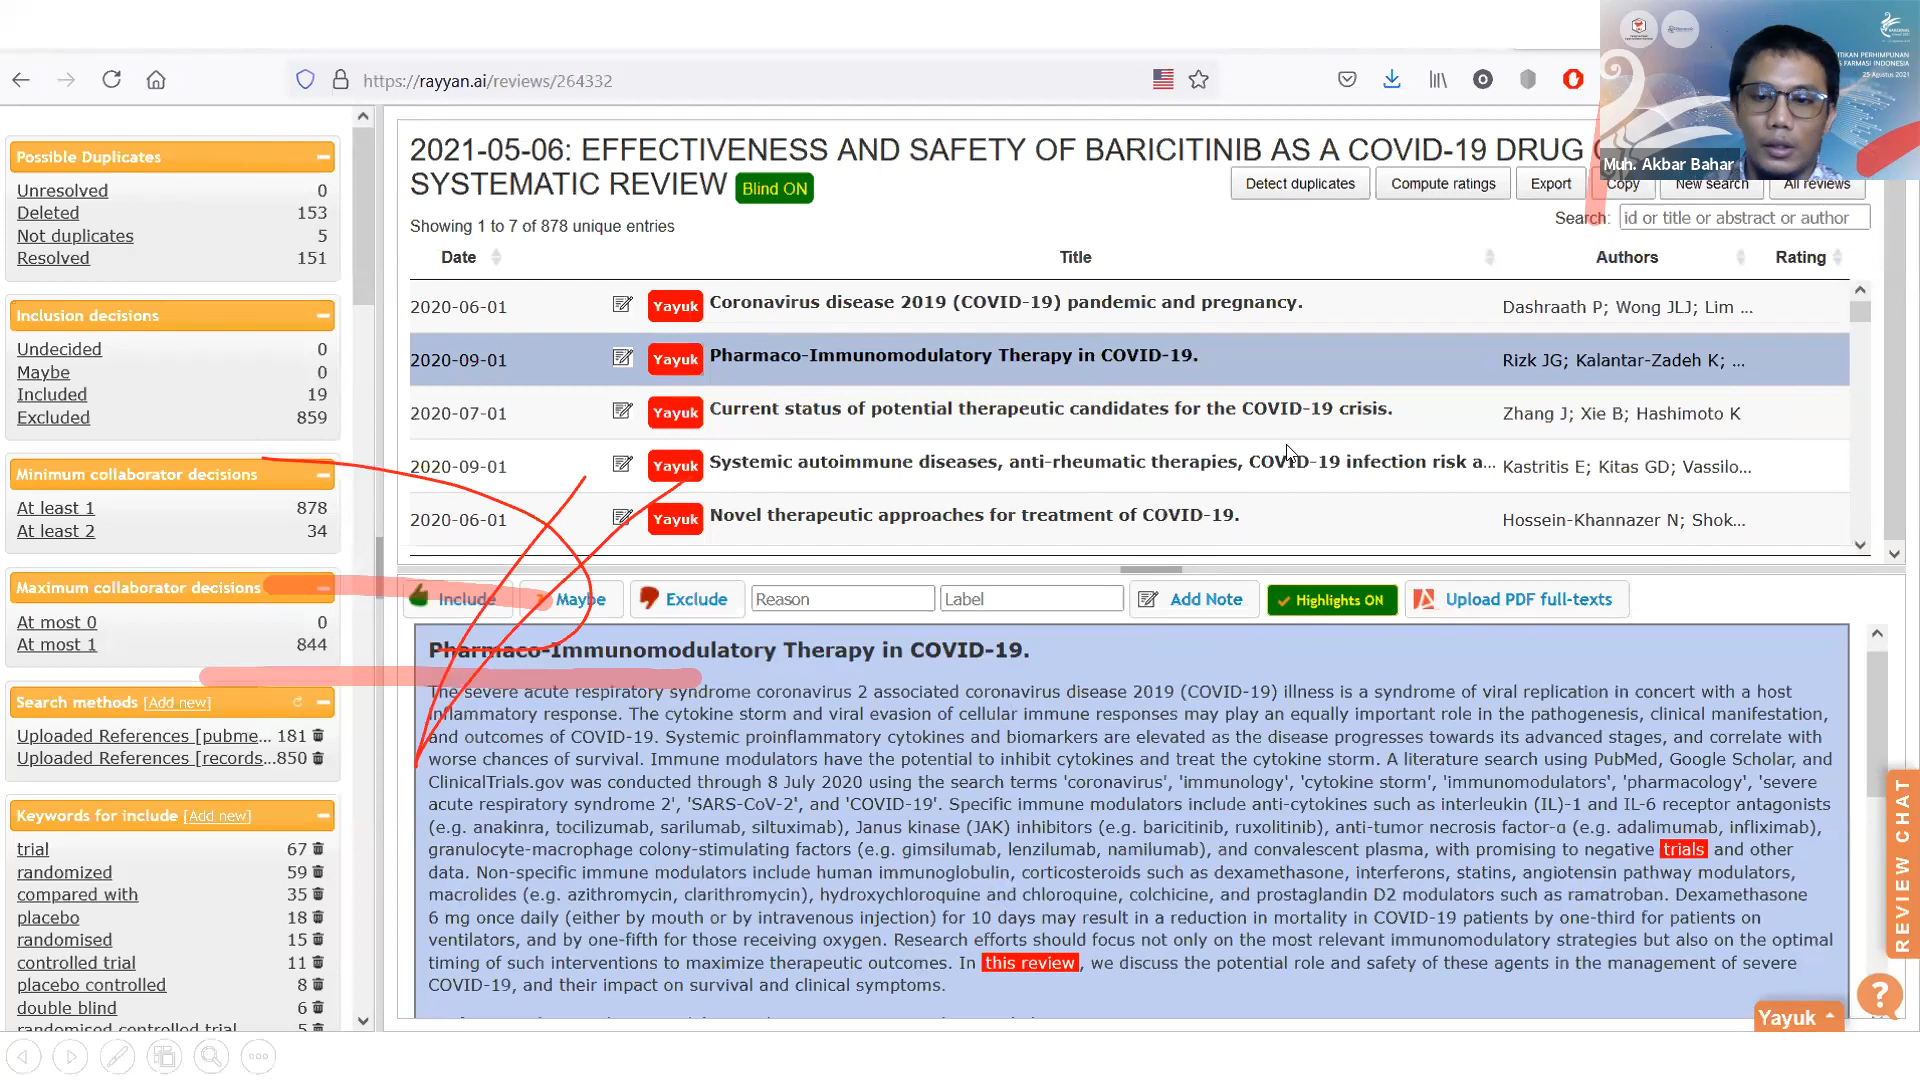 https://rayyan.ai/reviews/264332
TIKAN PERHIMPUNAN
S FARMASI INDONESIA
25 Agustus 2021
Muh. Akbar Bahar
Possible Duplicates
Unresolved 0
Deleted 153
Not duplicates 5
Resolved 151
Inclusion decisions
Undecided 0
Maybe 0
Included 19
Excluded 859
Minimum collaborator decisions
At least 1 878
At least 2 34
Maximum collaborator decisions
At most 0 0
At most 1 844
Search methods [Add new]
Uploaded References [pubme... 181
Uploaded References [records... 850
Keywords for include [Add new]
trial 67
randomized 59
compared with 35
placebo 18
randomised 15
controlled trial 11
placebo controlled 8
double blind 6
randomised controlled trial 5
2021-05-06: EFFECTIVENESS AND SAFETY OF BARICITINIB AS A COVID-19 DRUG
SYSTEMATIC REVIEW Blind ON
Detect duplicates Compute ratings Export Copy New search All reviews
Showing 1 to 7 of 878 unique entries
Search: id or title or abstract or author
Date Title Authors Rating
2020-06-01 Yayuk Coronavirus disease 2019 (COVID-19) pandemic and pregnancy. Dashraath P; Wong JLJ; Lim ...
2020-09-01 Yayuk Pharmaco-Immunomodulatory Therapy in COVID-19. Rizk JG; Kalantar-Zadeh K; ...
2020-07-01 Yayuk Current status of potential therapeutic candidates for the COVID-19 crisis. Zhang J; Xie B; Hashimoto K
2020-09-01 Yayuk Systemic autoimmune diseases, anti-rheumatic therapies, COVID-19 infection risk a... Kastritis E; Kitas GD; Vassilo...
2020-06-01 Yayuk Novel therapeutic approaches for treatment of COVID-19. Hossein-Khannazer N; Shok...
Include Maybe Exclude Reason Label Add Note Highlights ON Upload PDF full-texts
Pharmaco-Immunomodulatory Therapy in COVID-19.
The severe acute respiratory syndrome coronavirus 2 associated coronavirus disease 2019 (COVID-19) illness is a syndrome of viral replication in concert with a host
inflammatory response. The cytokine storm and viral evasion of cellular immune responses may play an equally important role in the pathogenesis, clinical manifestation,
and outcomes of COVID-19. Systemic proinflammatory cytokines and biomarkers are elevated as the disease progresses towards its advanced stages, and correlate with
worse chances of survival. Immune modulators have the potential to inhibit cytokines and treat the cytokine storm. A literature search using PubMed, Google Scholar, and
ClinicalTrials.gov was conducted through 8 July 2020 using the search terms 'coronavirus', 'immunology', 'cytokine storm', 'immunomodulators', 'pharmacology', 'severe
acute respiratory syndrome 2', 'SARS-CoV-2', and 'COVID-19'. Specific immune modulators include anti-cytokines such as interleukin (IL)-1 and IL-6 receptor antagonists
(e.g. anakinra, tocilizumab, sarilumab, siltuximab), Janus kinase (JAK) inhibitors (e.g. baricitinib, ruxolitinib), anti-tumor necrosis factor-α (e.g. adalimumab, infliximab),
granulocyte-macrophage colony-stimulating factors (e.g. gimsilumab, lenzilumab, namilumab), and convalescent plasma, with promising to negative trials and other
data. Non-specific immune modulators include human immunoglobulin, corticosteroids such as dexamethasone, interferons, statins, angiotensin pathway modulators,
macrolides (e.g. azithromycin, clarithromycin), hydroxychloroquine and chloroquine, colchicine, and prostaglandin D2 modulators such as ramatroban. Dexamethasone
6 mg once daily (either by mouth or by intravenous injection) for 10 days may result in a reduction in mortality in COVID-19 patients by one-third for patients on
ventilators, and by one-fifth for those receiving oxygen. Research efforts should focus not only on the most relevant immunomodulatory strategies but also on the optimal
timing of such interventions to maximize therapeutic outcomes. In this review, we discuss the potential role and safety of these agents in the management of severe
COVID-19, and their impact on survival and clinical symptoms.
REVIEW CHAT
?
Yayuk